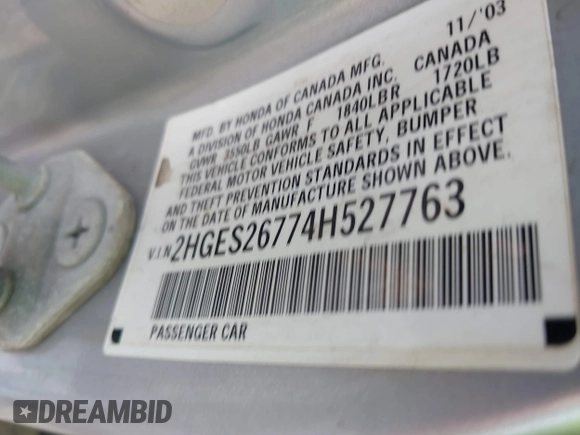 11/'03
MFD. BY HONDA OF CANADA MFG.
A DIVISION OF HONDA CANADA INC. CANADA
GVWR 3550LB GAWR F 1840LBR 1720LB
THIS VEHICLE CONFORMS TO ALL APPLICABLE
FEDERAL MOTOR VEHICLE SAFETY, BUMPER
AND THEFT PREVENTION STANDARDS IN EFFECT
ON THE DATE OF MANUFACTURE SHOWN ABOVE.
V.I.N 2HGES26774H527763
PASSENGER CAR
DREAMBID